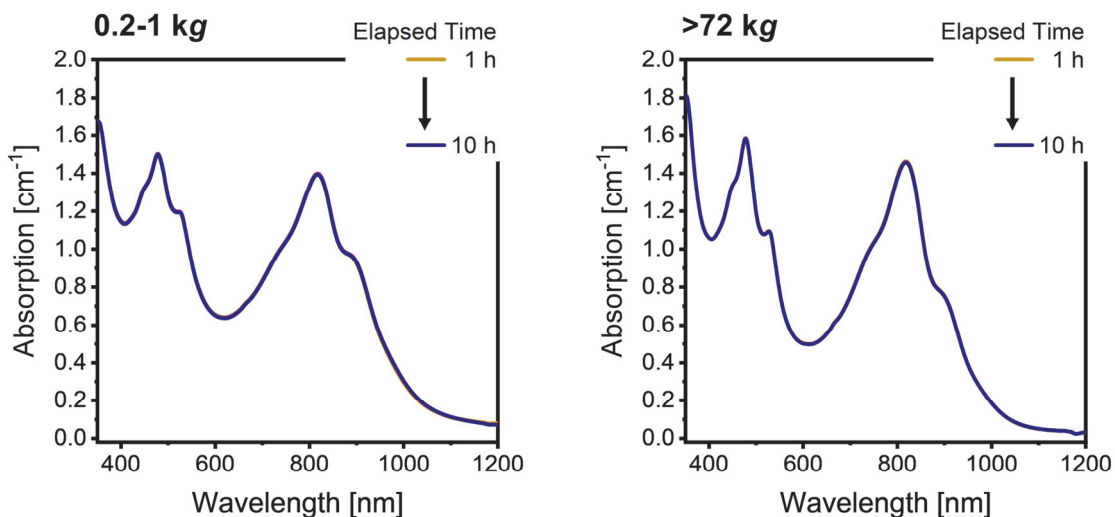 0.2-1 kg
Elapsed Time
1 h
10 h
2.0
1.8
1.6
1.4
1.2
1.0
0.8
0.6
0.4
0.2
0.0
Absorption [cm-1]
400
600
800
1000
1200
Wavelength [nm]
>72 kg
Elapsed Time
1 h
10 h
2.0
1.8
1.6
1.4
1.2
1.0
0.8
0.6
0.4
0.2
0.0
Absorption [cm-1]
400
600
800
1000
1200
Wavelength [nm]